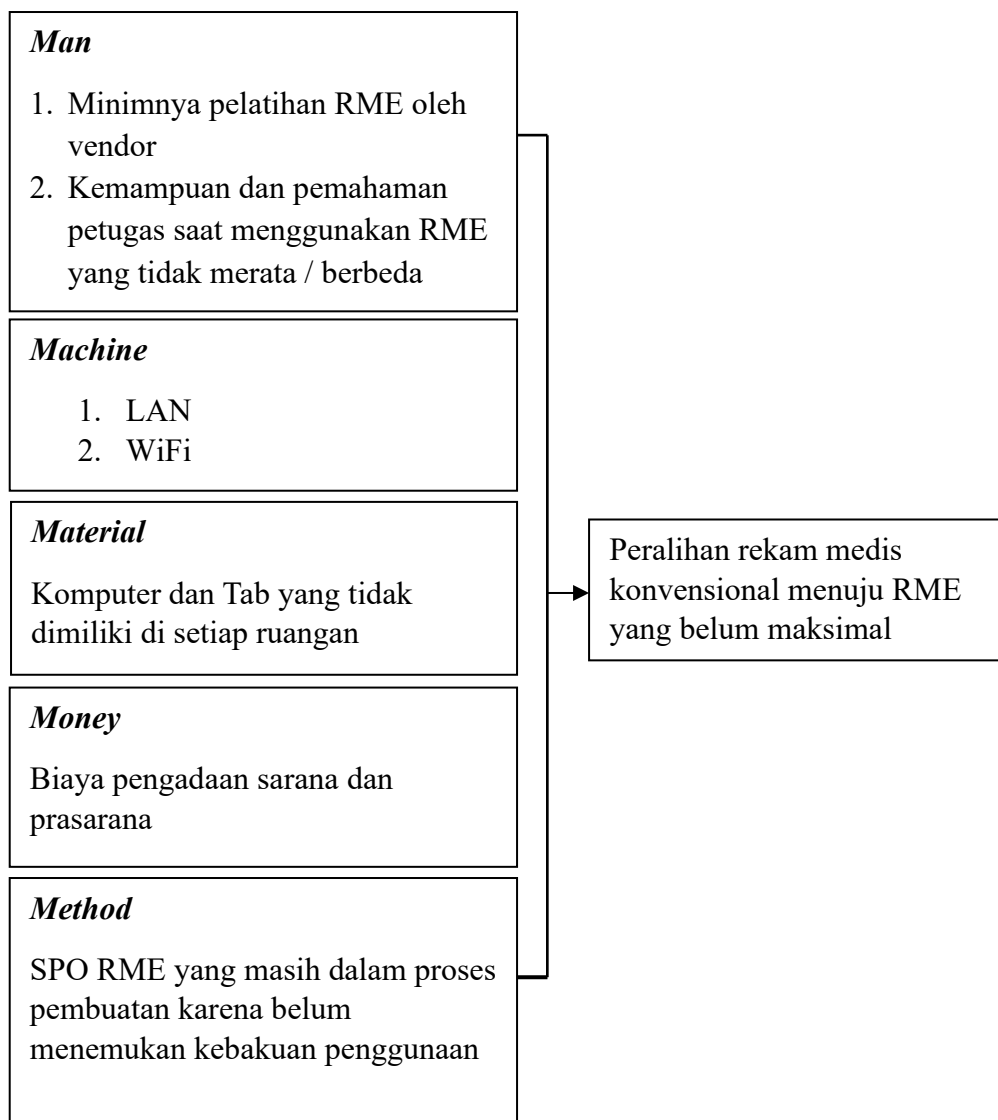 Man
1. Minimnya pelatihan RME oleh
vendor
2. Kemampuan dan pemahaman
petugas saat menggunakan RME
yang tidak merata / berbeda
Machine
1. LAN
2. WiFi
Material
Komputer dan Tab yang tidak
dimiliki di setiap ruangan
Money
Biaya pengadaan sarana dan
prasarana
Method
SPO RME yang masih dalam proses
pembuatan karena belum
menemukan kebakuan penggunaan
Peralihan rekam medis
konvensional menuju RME
yang belum maksimal